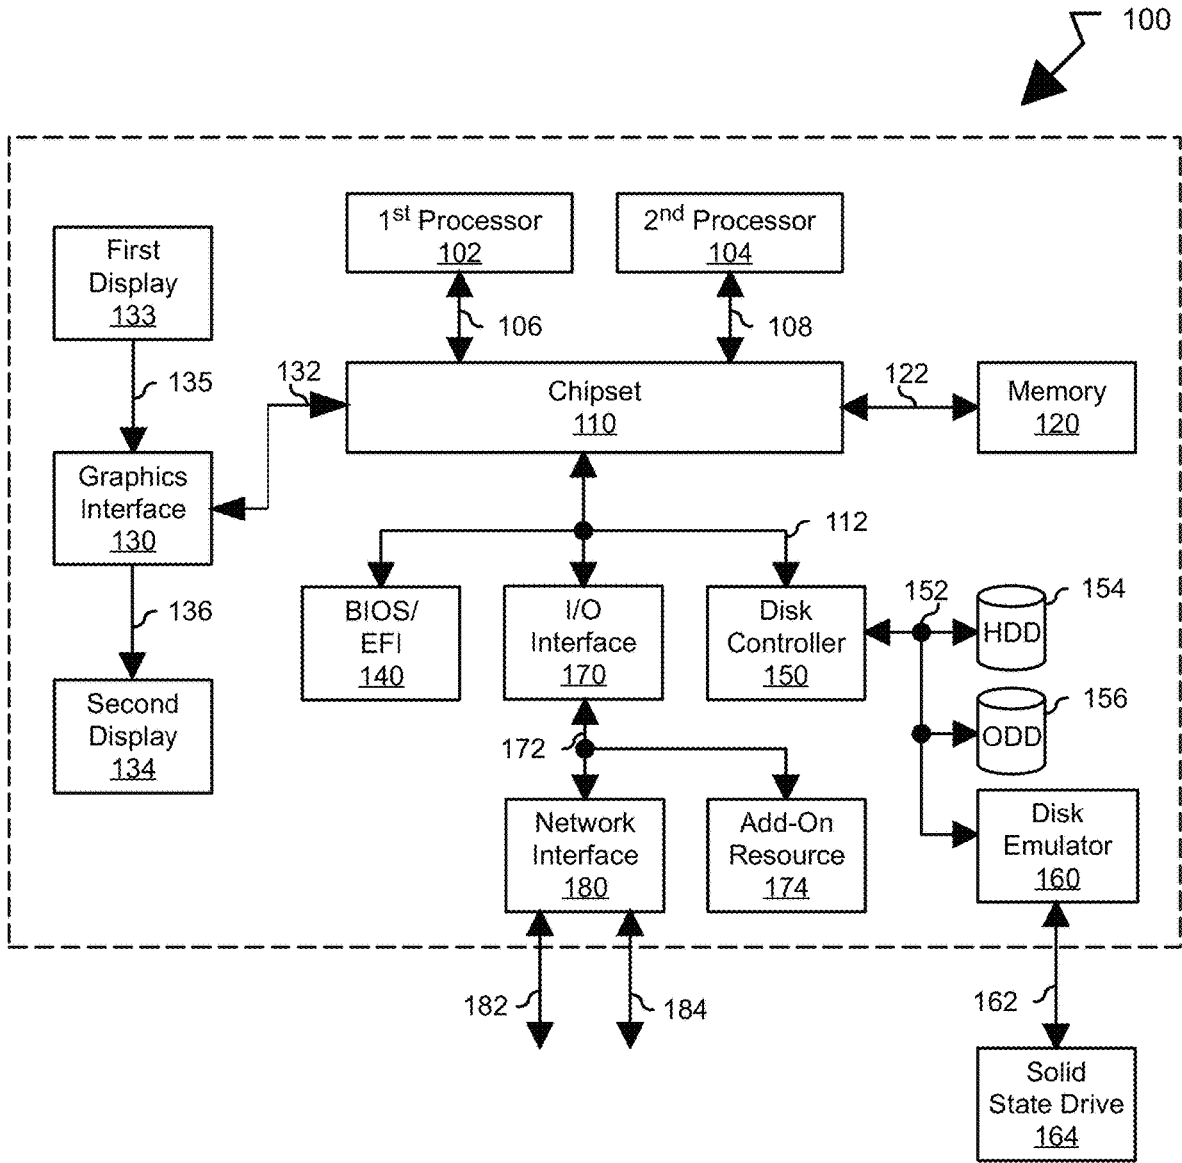 100
1st Processor
102
2nd Processor
104
First
Display
133
106
108
135
132
Chipset
110
122
Memory
120
Graphics
Interface
130
112
136
BIOS/
EFI
140
I/O
Interface
170
Disk
Controller
150
152
HDD
154
Second
Display
134
ODD
156
172
Network
Interface
180
Add-On
Resource
174
Disk
Emulator
160
182
184
162
Solid
State Drive
164